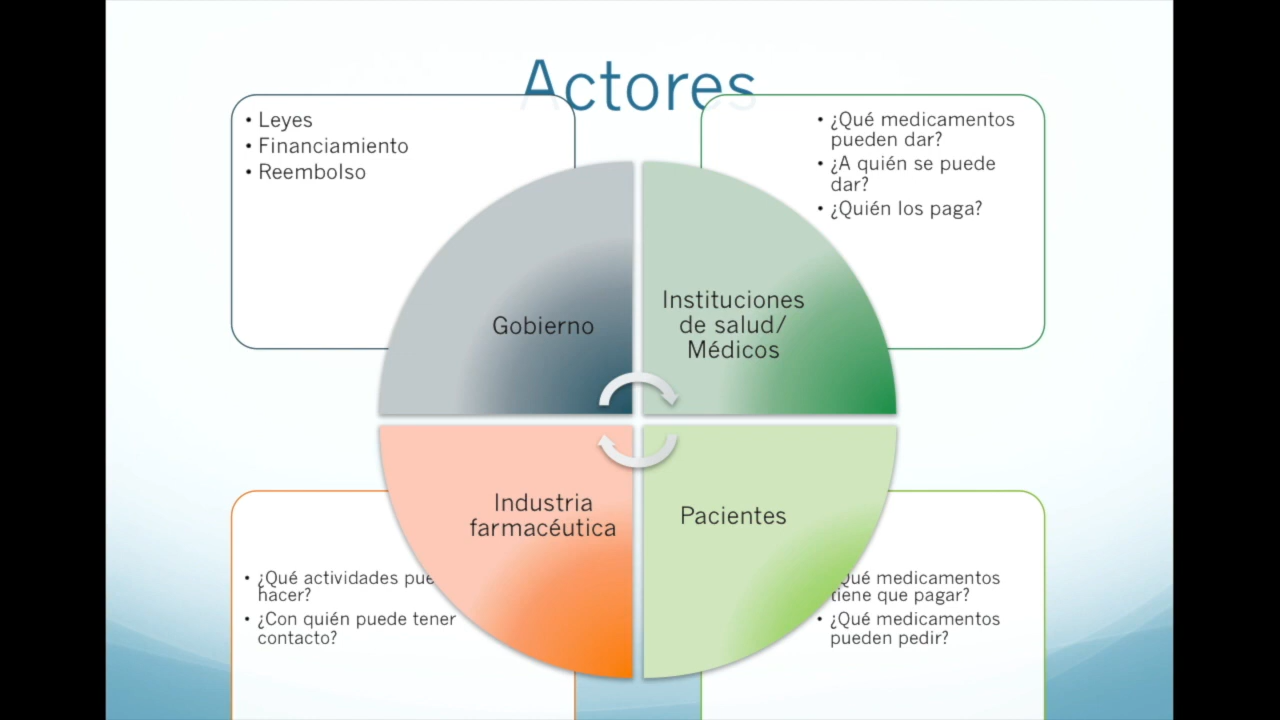 Actores
• Leyes
• Financiamiento
• Reembolso
• ¿Qué medicamentos
pueden dar?
• ¿A quién se puede
dar?
• ¿Quién los paga?
Gobierno
Instituciones
de salud/
Médicos
Industria
farmacéutica
Pacientes
• ¿Qué actividades
hacer?
• ¿Con quién puede tener
contacto?
Qué medicamentos
tiene que pagar?
• ¿Qué medicamentos
pueden pedir?